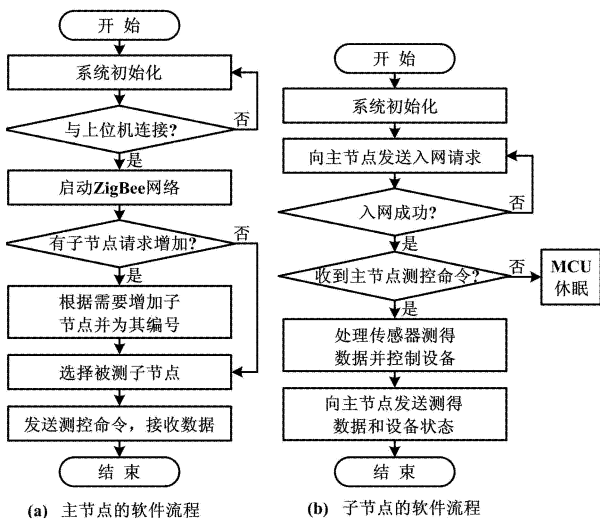 开 始
系统初始化
与上位机连接?
否
是
启动ZigBee网络
有子节点请求增加?
否
是
根据需要增加子
节点并为其编号
选择被测子节点
发送测控命令，接收数据
结 束
(a) 主节点的软件流程
开 始
系统初始化
向主节点发送入网请求
入网成功?
否
是
收到主节点测控命令?
否
MCU
休眠
是
处理传感器测得
数据并控制设备
向主节点发送测得
数据和设备状态
结 束
(b) 子节点的软件流程